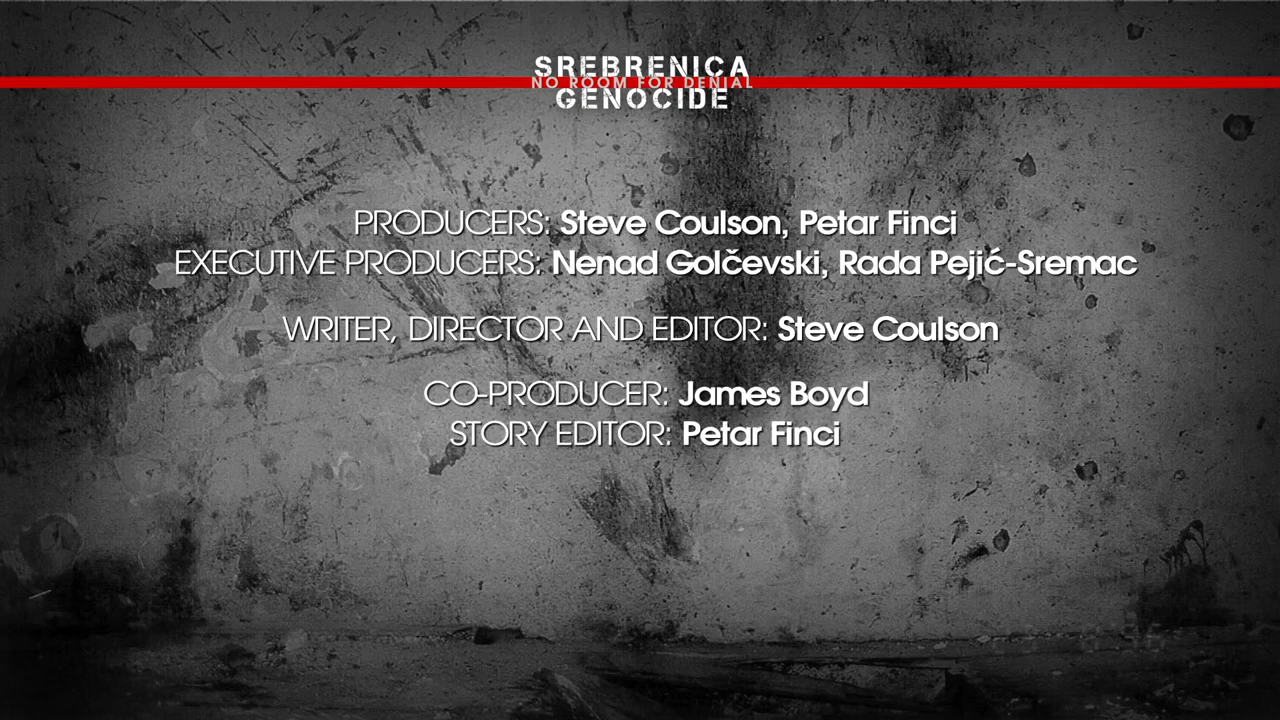 SREBRENICA
NO ROOM FOR DENIAL
GENOCIDE
PRODUCERS: Steve Coulson, Petar Finci
EXECUTIVE PRODUCERS: Nenad Golčevski, Rada Pejić-Sremac
WRITER, DIRECTOR AND EDITOR: Steve Coulson
CO-PRODUCER: James Boyd
STORY EDITOR: Petar Finci